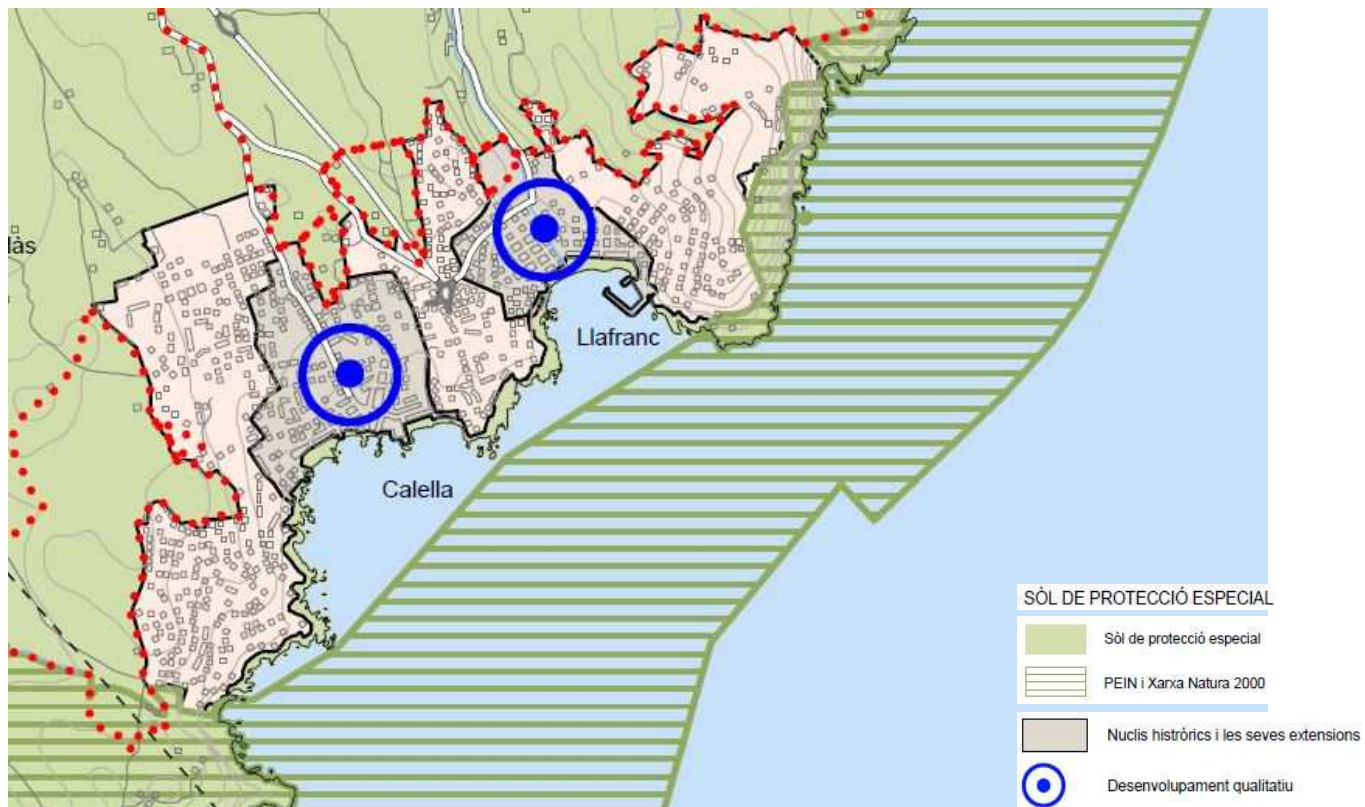 làs
Llafranc
Calella
SÒL DE PROTECCIÓ ESPECIAL
Sòl de protecció especial
PEIN i Xarxa Natura 2000
Nuclis histròrics i les seves extensions
Desenvolupament qualitatiu